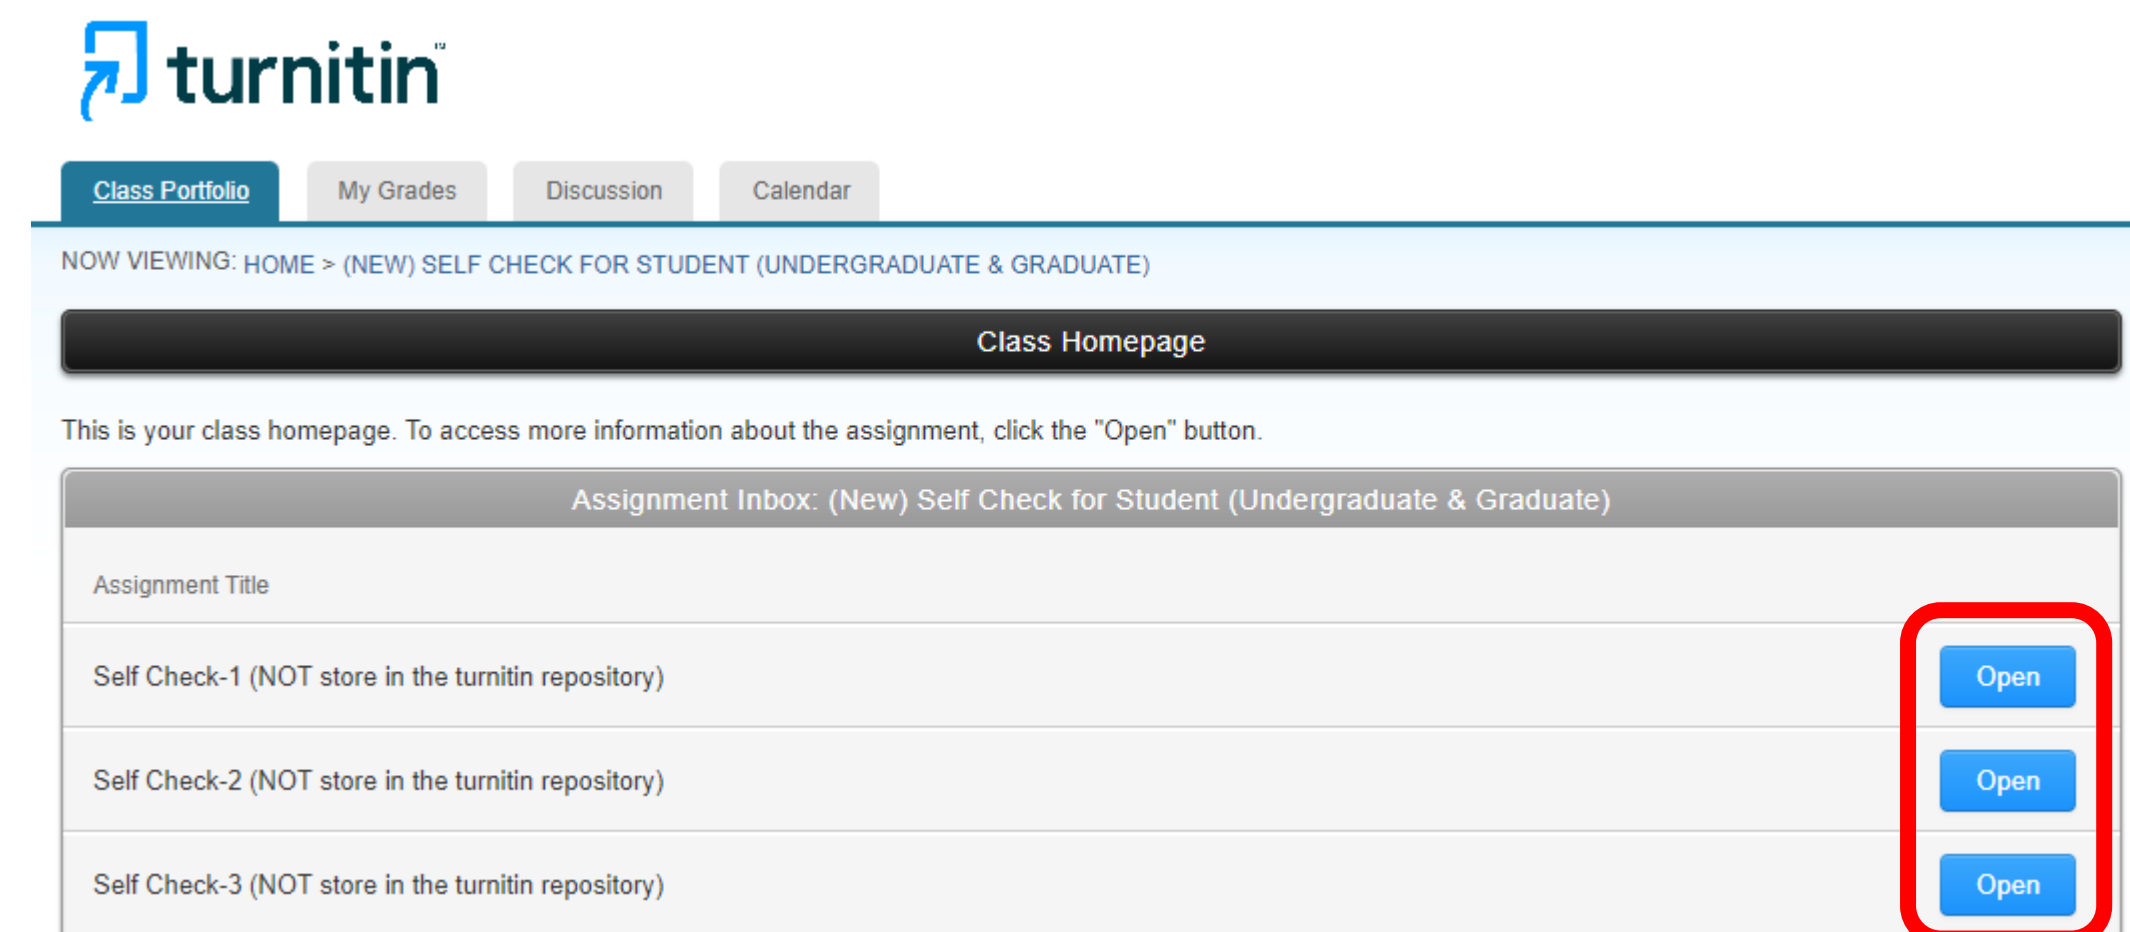 turnitin™
Class Portfolio My Grades Discussion Calendar
NOW VIEWING: HOME > (NEW) SELF CHECK FOR STUDENT (UNDERGRADUATE & GRADUATE)
Class Homepage
This is your class homepage. To access more information about the assignment, click the "Open" button.
Assignment Inbox: (New) Self Check for Student (Undergraduate & Graduate)
Assignment Title
Self Check-1 (NOT store in the turnitin repository) Open
Self Check-2 (NOT store in the turnitin repository) Open
Self Check-3 (NOT store in the turnitin repository) Open